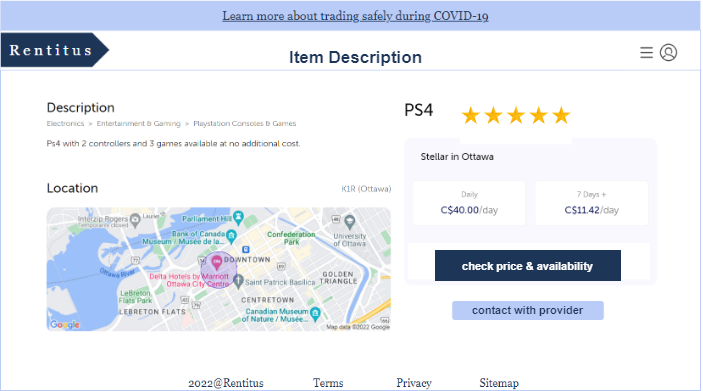 Learn more about trading safely during COVID-19
Rentitus
Item Description
Description
Electronics > Entertainment & Gaming > Playstation Consoles & Games
Ps4 with 2 controllers and 3 games available at no additional cost.
Location
K1R (Ottawa)
Interzip Rogers
Temporarily closed
Laurier
Parliament Hill
Bank of Canada
Museum / Musée de la...
Confederation
Park
University
of Ottawa
DOWNTOWN
Delta Hotels by Marriott
Ottawa City Centre
Ottawa River
Saint Patrick Basilica
GOLDEN
TRIANGLE
LeBreton
Flats Park
CENTRETOWN
LEBRETON FLATS
Canadian
Museum of
Nature / Musée...
Google
Map data ©2022 Google
PS4
Stellar in Ottawa
Daily
C$40.00/day
7 Days +
C$11.42/day
check price & availability
contact with provider
2022@Rentitus
Terms
Privacy
Sitemap